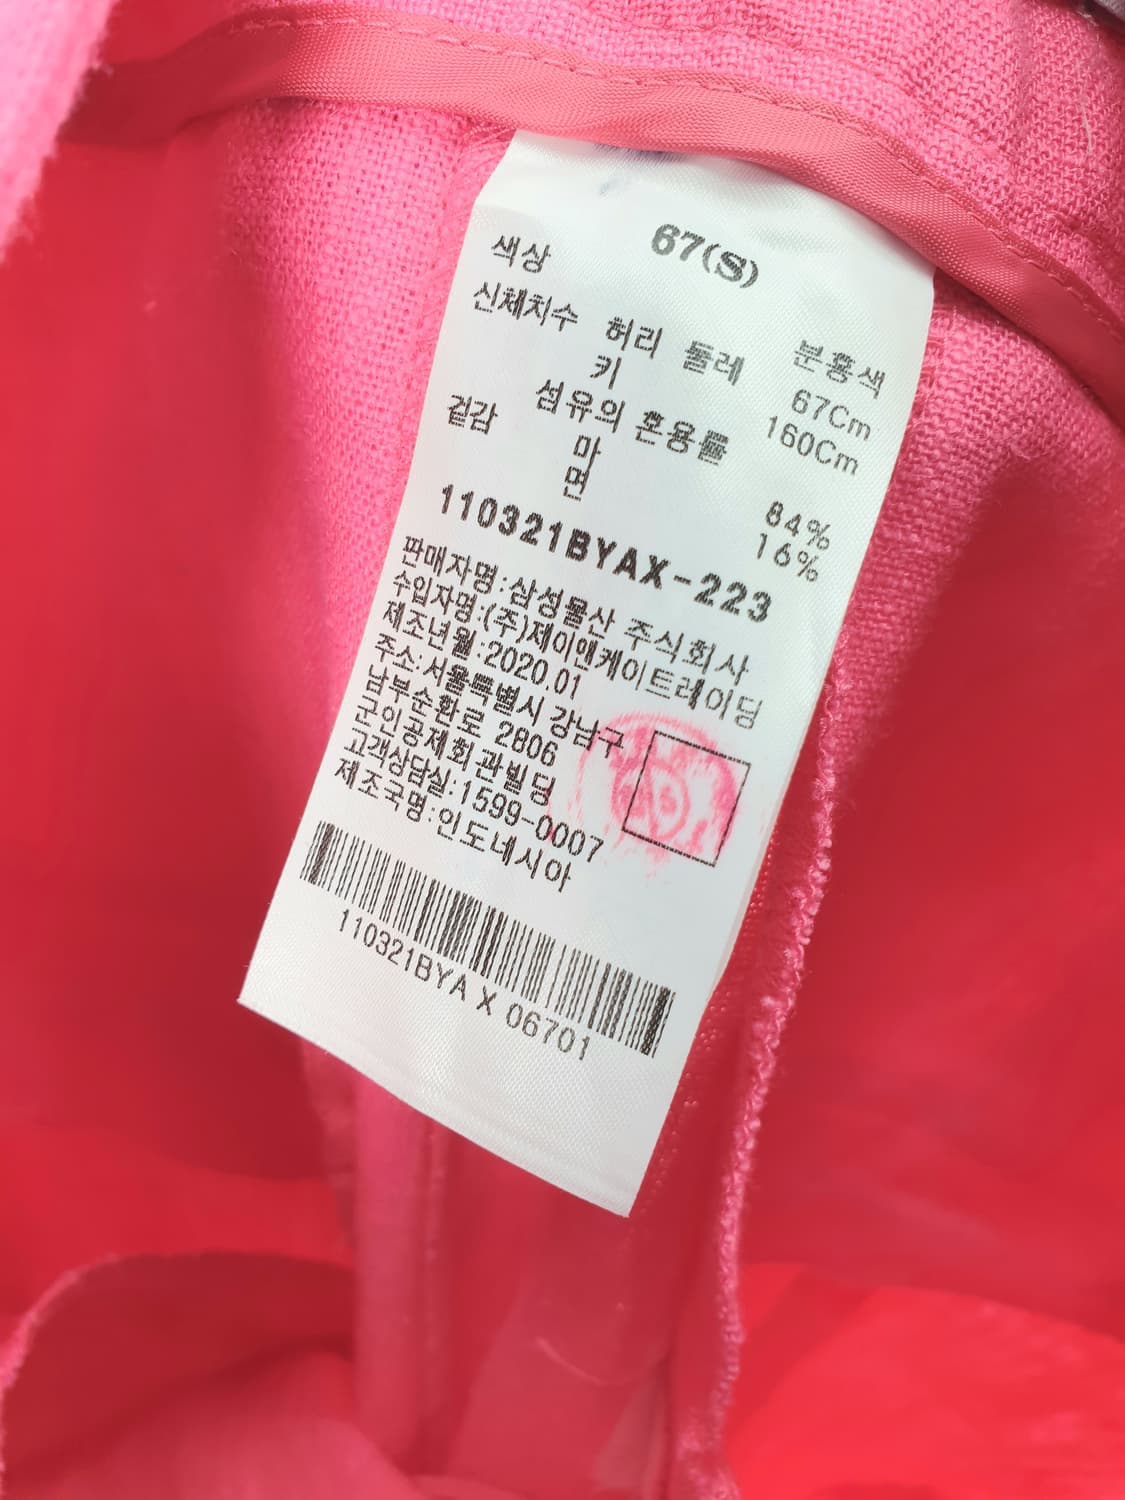 67(S)
색상 분홍색
신체치수 허리 둘레 67Cm
키 160Cm
섬유의 혼용률
겉감 마 84%
면 16%
110321BYAX-223
판매자명:삼성물산 주식회사
수입자명:(주)제이앤케이트레이딩
제조년월:2020.01
주소:서울특별시 강남구
남부순환로 2806
군인공제회관빌딩
고객상담실:1599-0007
제조국명:인도네시아
110321BYA X 06701